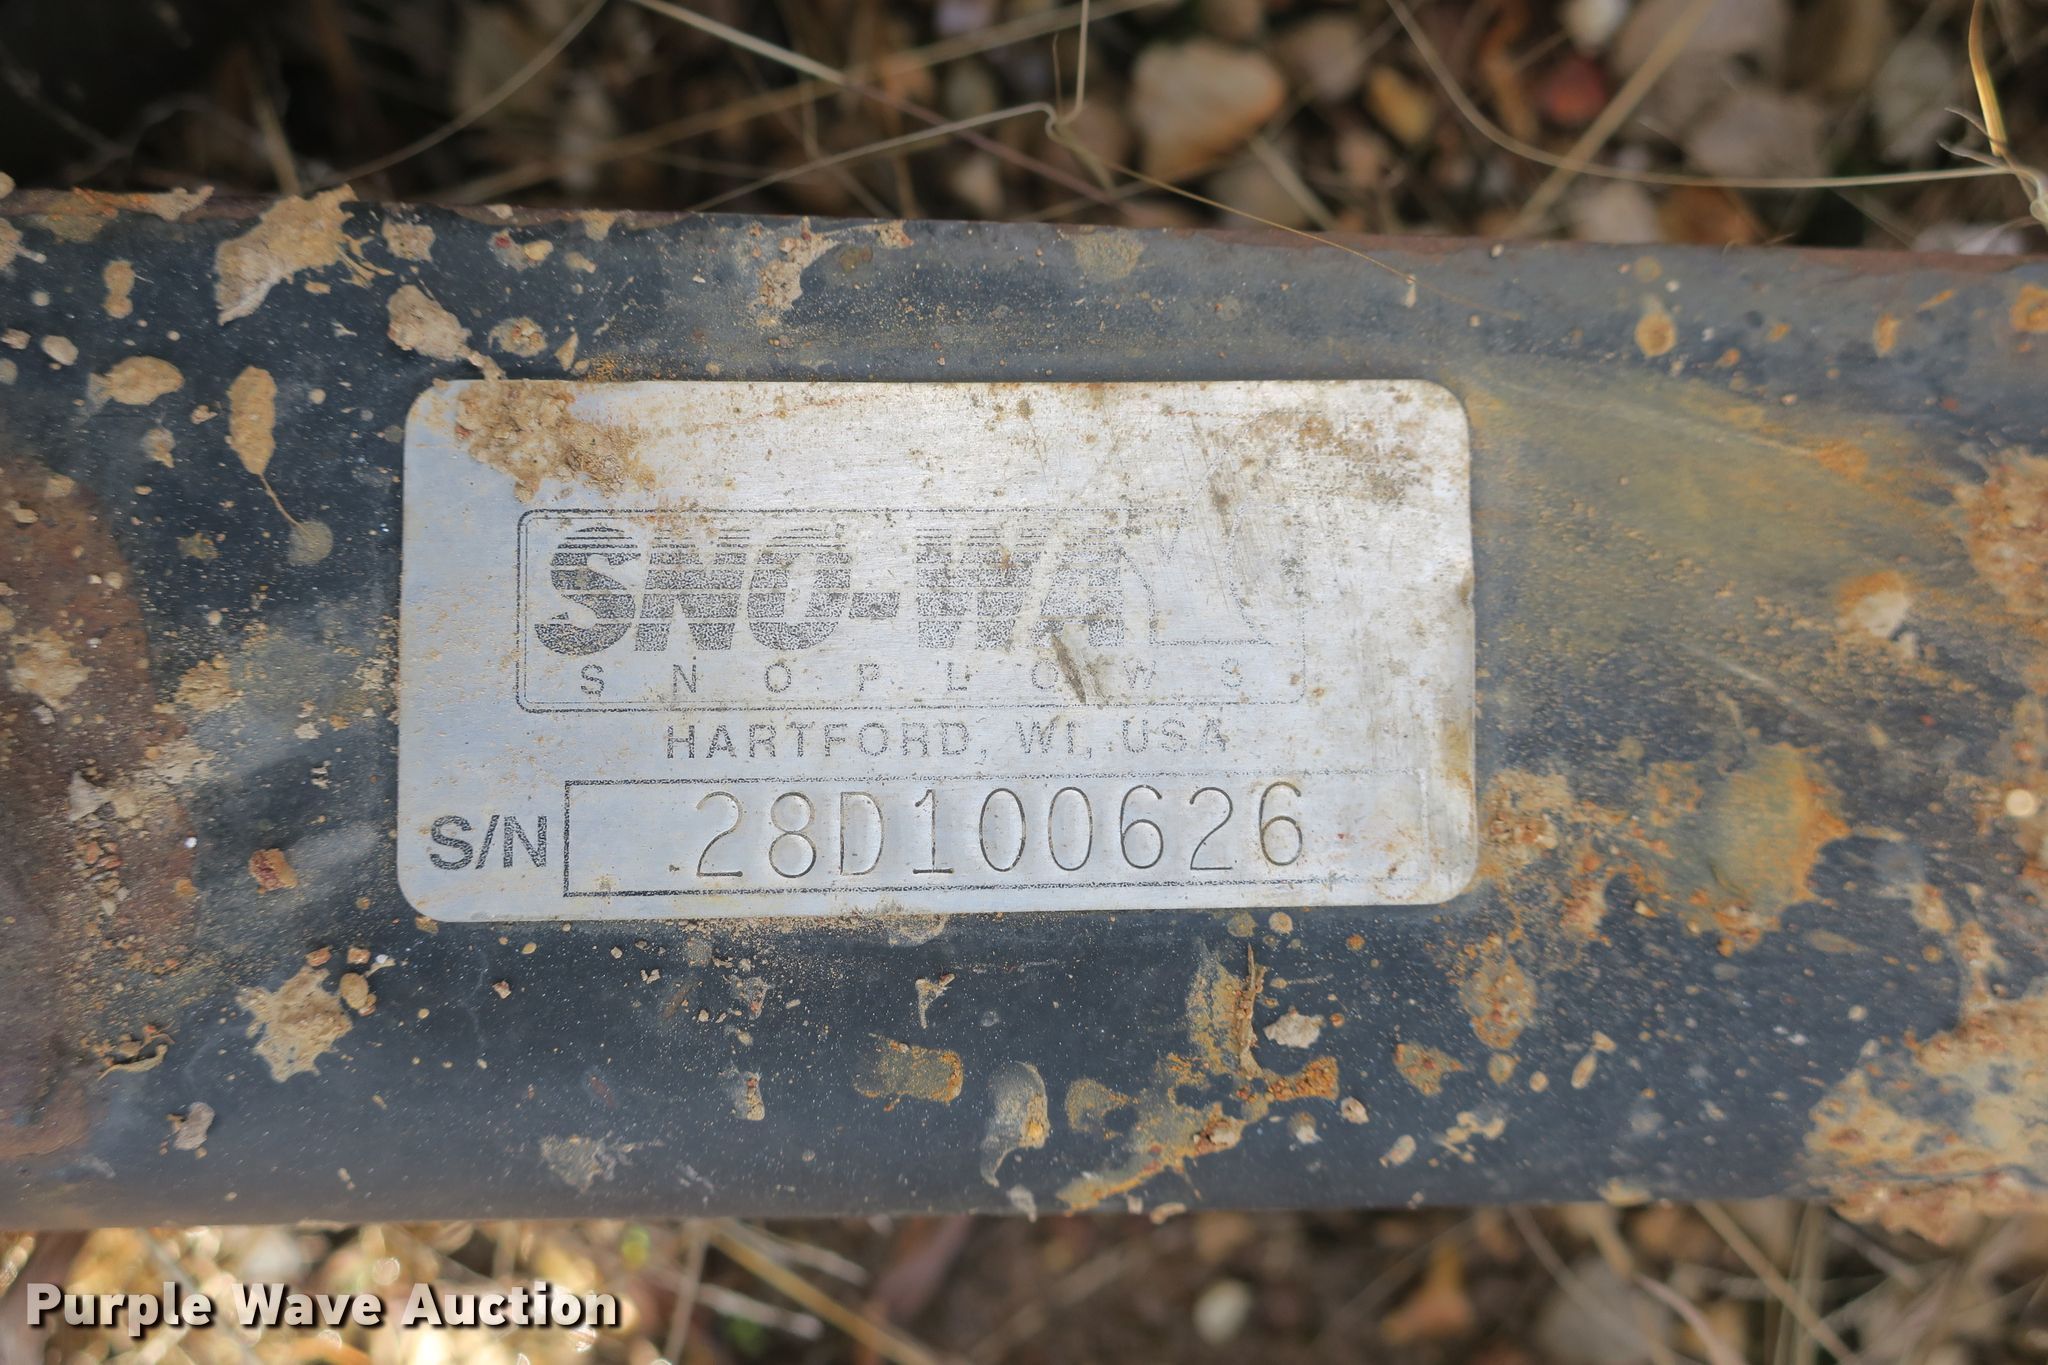 SNO-WAY
SNOPLOWS
HARTFORD, WI, USA
S/N 28D100626
Purple Wave Auction